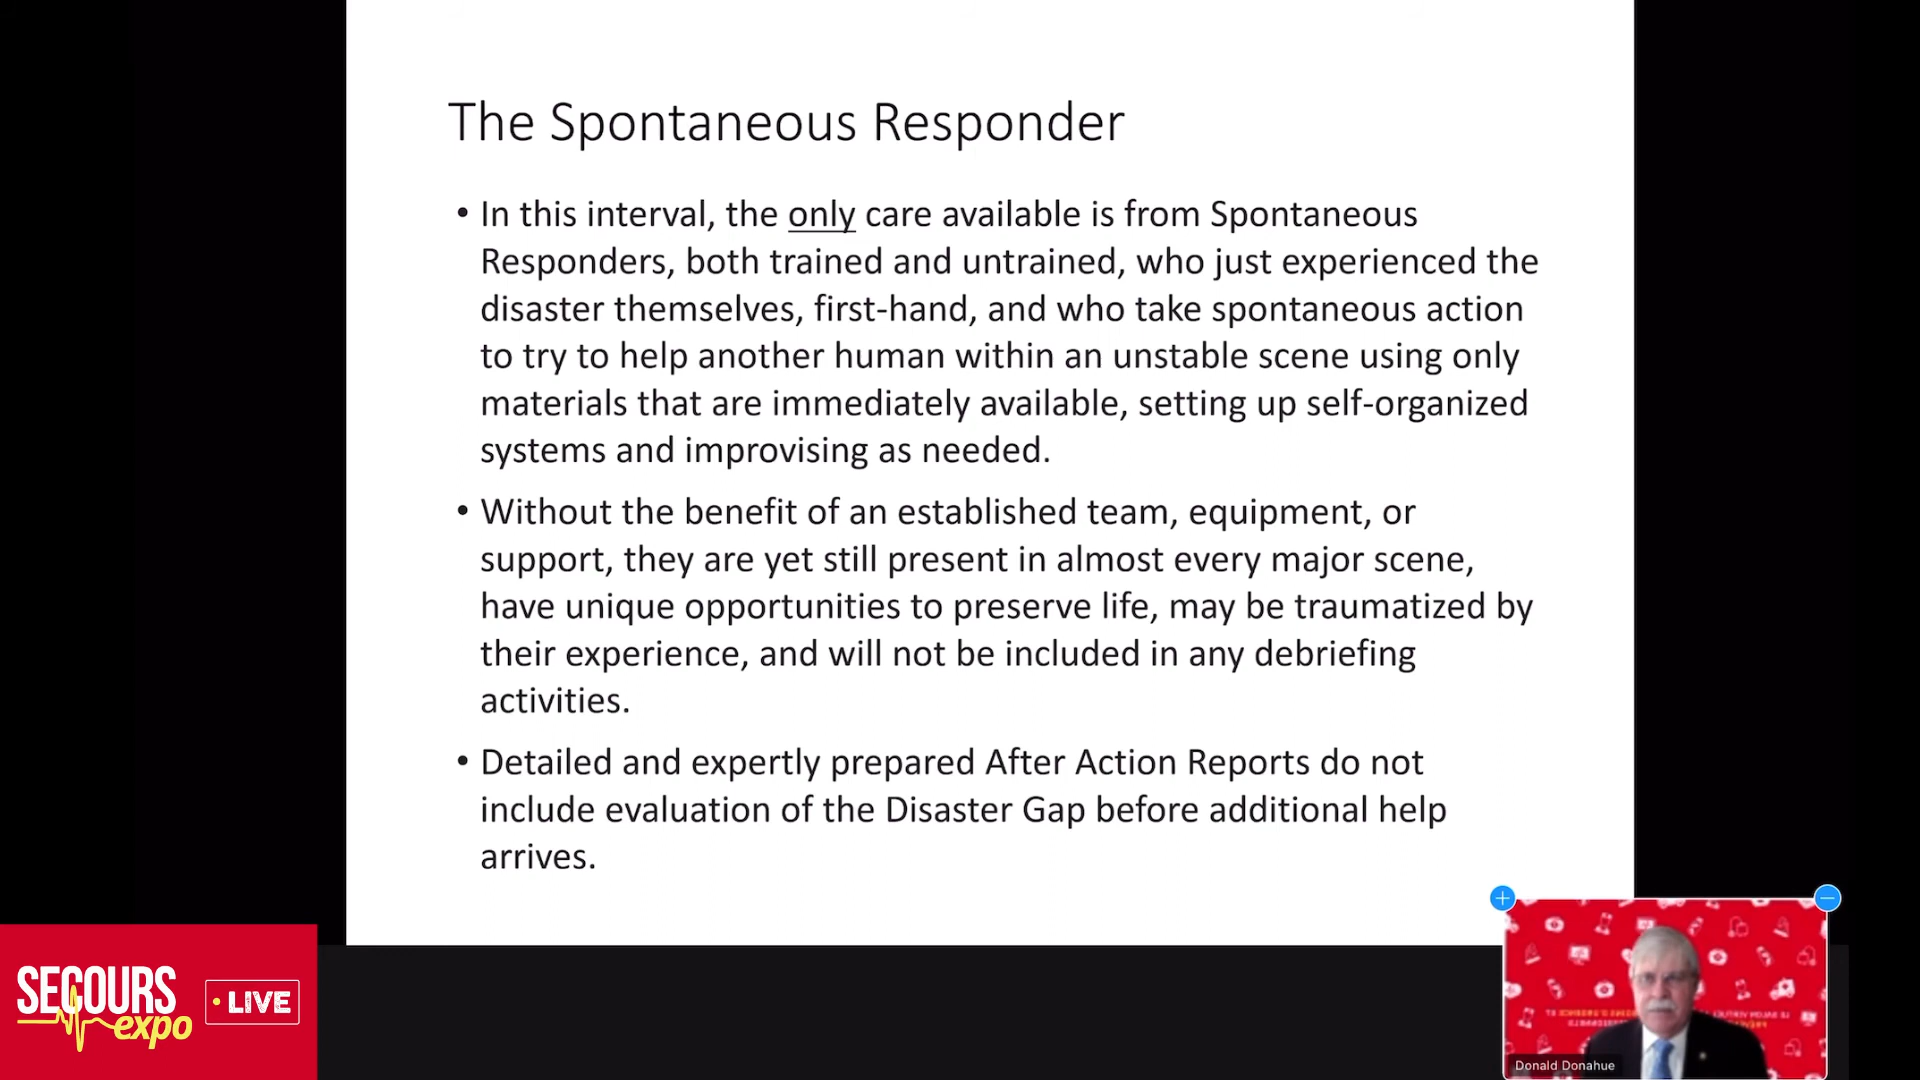 The Spontaneous Responder
• In this interval, the only care available is from Spontaneous
Responders, both trained and untrained, who just experienced the
disaster themselves, first-hand, and who take spontaneous action
to try to help another human within an unstable scene using only
materials that are immediately available, setting up self-organized
systems and improvising as needed.
• Without the benefit of an established team, equipment, or
support, they are yet still present in almost every major scene,
have unique opportunities to preserve life, may be traumatized by
their experience, and will not be included in any debriefing
activities.
• Detailed and expertly prepared After Action Reports do not
include evaluation of the Disaster Gap before additional help
arrives.
SECOURS
expo
• LIVE
Donald Donahue